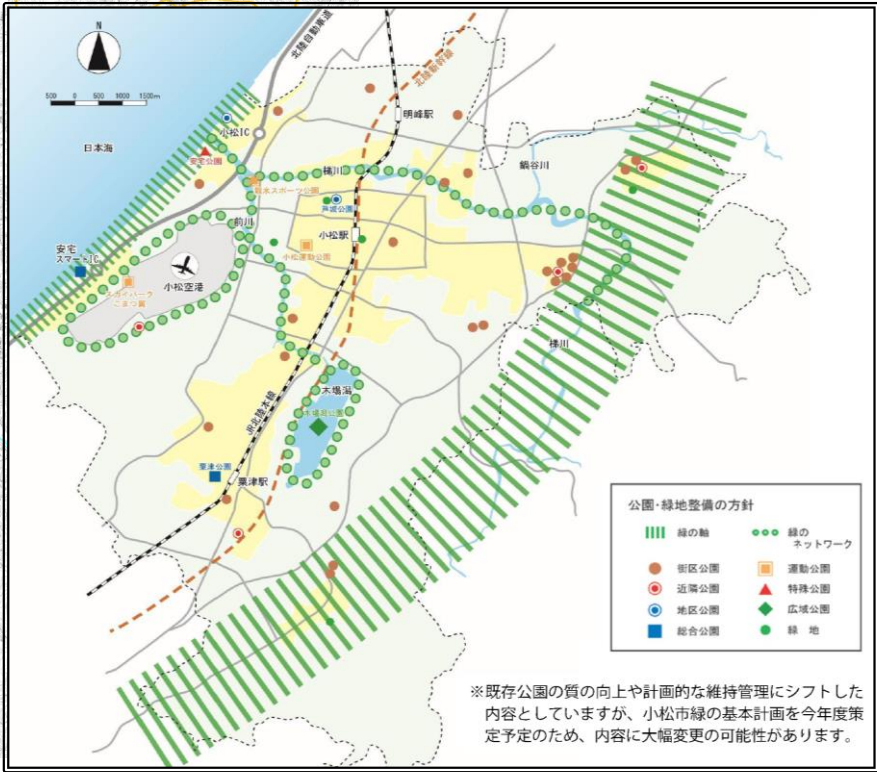 N
500 0 500 1000 1500m
北陸自動車道
北陸新幹線
明峰駅
小松IC
日本海
安宅公園
梯川
鍋谷川
芦城公園
前川
小松駅
小松運動公園
安宅
スマートIC
小松空港
スカイパーク
こまつ翼
梯川
木場潟
木場潟公園
JR北陸本線
粟津公園
粟津駅
公園・緑地整備の方針
緑の軸
緑の
ネットワーク
街区公園
運動公園
近隣公園
特殊公園
地区公園
広域公園
総合公園
緑 地
※既存公園の質の向上や計画的な維持管理にシフトした
内容としていますが、小松市緑の基本計画を今年度策
定予定のため、内容に大幅変更の可能性があります。